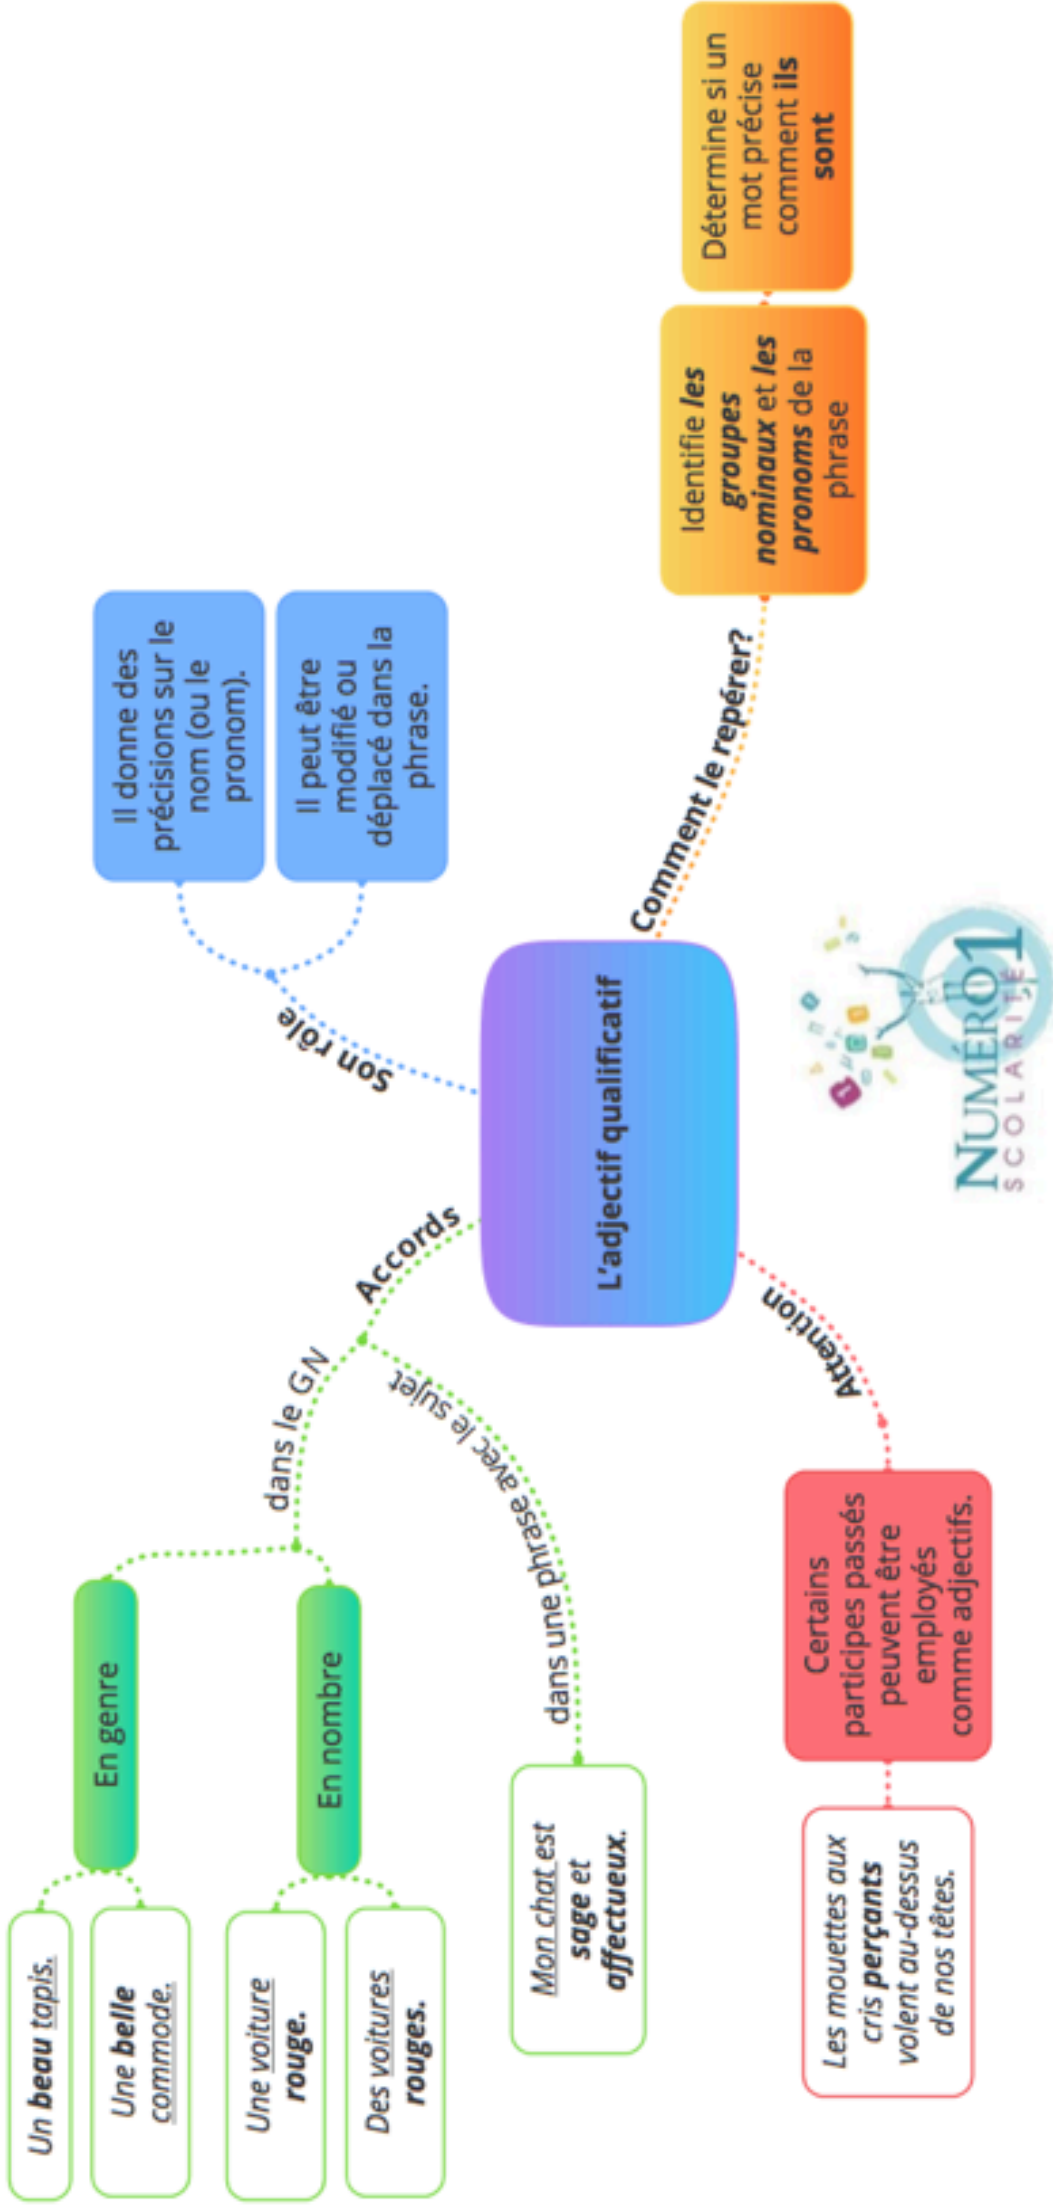 L'adjectif qualificatif
Son rôle
Il donne des
précisions sur le
nom (ou le
pronom).
Il peut être
modifié ou
déplacé dans la
phrase.
Comment le repérer?
Identifie les
groupes
nominaux et les
pronoms de la
phrase
Détermine si un
mot précise
comment ils
sont
Accords
dans le GN
En genre
Un beau tapis.
Une belle
commode.
En nombre
Une voiture
rouge.
Des voitures
rouges.
dans une phrase avec le sujet
Mon chat est
sage et
affectueux.
Attention
Certains
participes passés
peuvent être
employés
comme adjectifs.
Les mouettes aux
cris perçants
volent au-dessus
de nos têtes.
NUMÉRO1
SCOLARITÉ